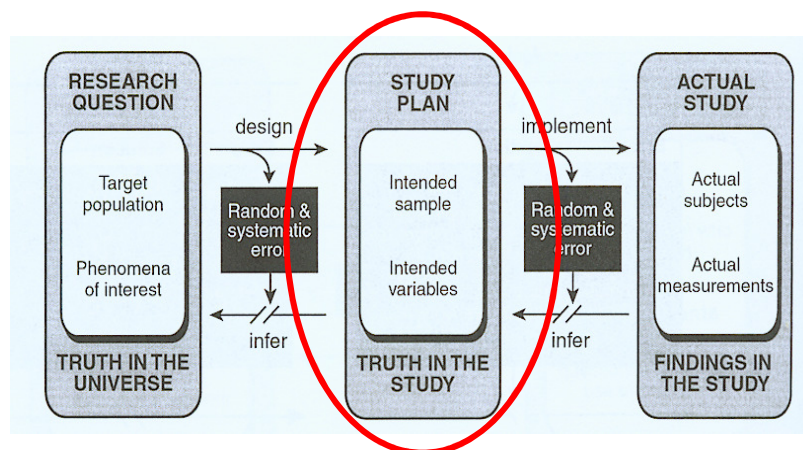 RESEARCH
QUESTION
Target
population
Phenomena
of interest
TRUTH IN THE
UNIVERSE
design
Random &
systematic
error
infer
STUDY
PLAN
Intended
sample
Intended
variables
TRUTH IN THE
STUDY
implement
Random &
systematic
error
infer
ACTUAL
STUDY
Actual
subjects
Actual
measurements
FINDINGS IN
THE STUDY